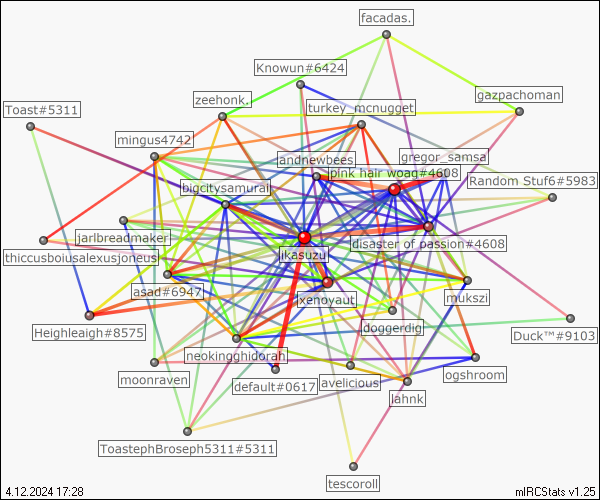 facadas.
Knowun#6424
gazpachoman
zeehonk.
Toast#5311
turkey_mcnugget
mingus4742
andnewbees
gregor_samsa
pink hair woag#4608
Random Stuf6#5983
bigcitysamurai
jarlbreadmaker
disaster of passion#4608
thiccusboiusalexusjoneus
ikasuzu
asad#6947
xenoyaut
mukszi
Heighleaigh#8575
doggerdig
Duck™#9103
neokingghidorah
moonraven
default#0617
avelicious
ogshroom
lahnk
ToastephBroseph5311#5311
tescoroll
4.12.2024 17:28
mIRCStats v1.25